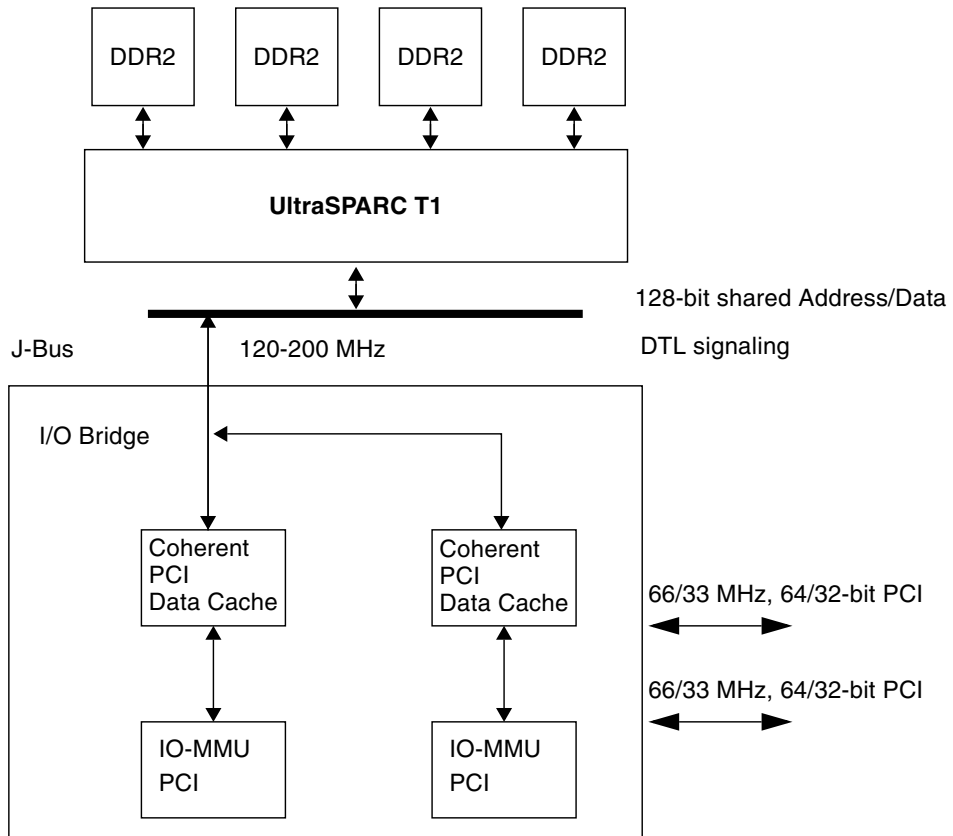 DDR2
DDR2
DDR2
DDR2
UltraSPARC T1
128-bit shared Address/Data
J-Bus
120-200 MHz
DTL signaling
I/O Bridge
Coherent
PCI
Data Cache
Coherent
PCI
Data Cache
66/33 MHz, 64/32-bit PCI
66/33 MHz, 64/32-bit PCI
IO-MMU
PCI
IO-MMU
PCI